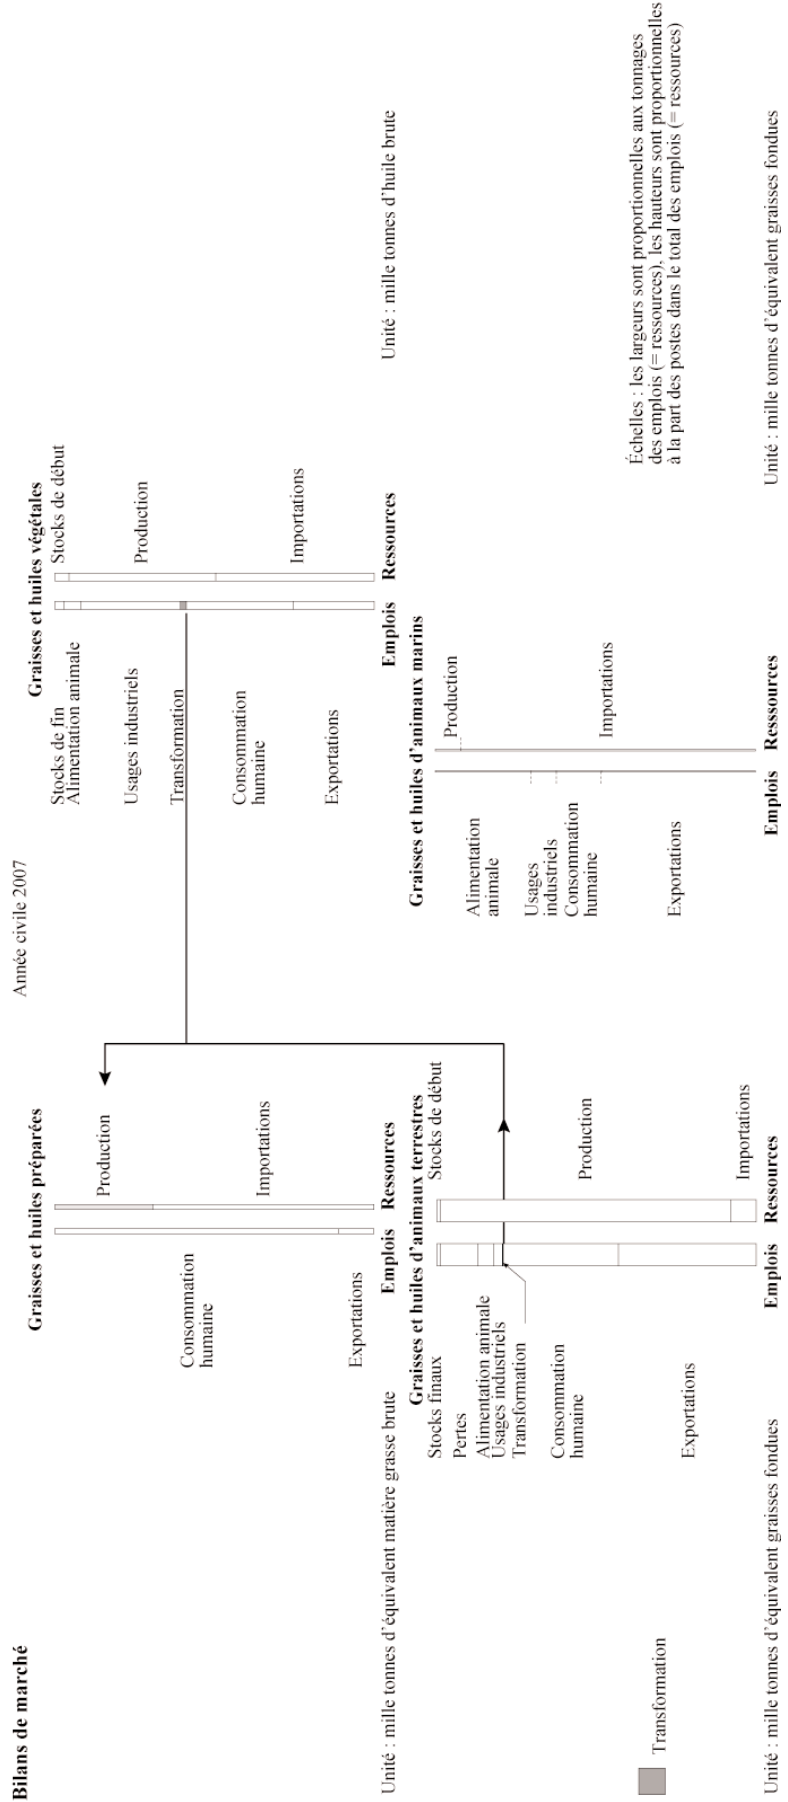 Bilans de marché
Année civile 2007
Graisses et huiles préparées
Production
Importations
Consommation
humaine
Exportations
Emplois
Ressources
Unité : mille tonnes d'équivalent matière grasse brute
Graisses et huiles végétales
Stocks de fin
Alimentation animale
Usages industriels
Transformation
Consommation
humaine
Exportations
Stocks de début
Production
Importations
Emplois
Ressources
Unité : mille tonnes d'huile brute
Graisses et huiles d'animaux terrestres
Stocks finaux
Pertes
Alimentation animale
Usages industriels
Transformation
Consommation
humaine
Exportations
Stocks de début
Production
Importations
Emplois
Ressources
Transformation
Unité : mille tonnes d'équivalent graisses fondues
Graisses et huiles d'animaux marins
Alimentation
animale
Usages
industriels
Consommation
humaine
Exportations
Production
Importations
Emplois
Resssources
Échelles : les largeurs sont proportionnelles aux tonnages
des emplois (= ressources), les hauteurs sont proportionnelles
à la part des postes dans le total des emplois (= ressources)
Unité : mille tonnes d'équivalent graisses fondues